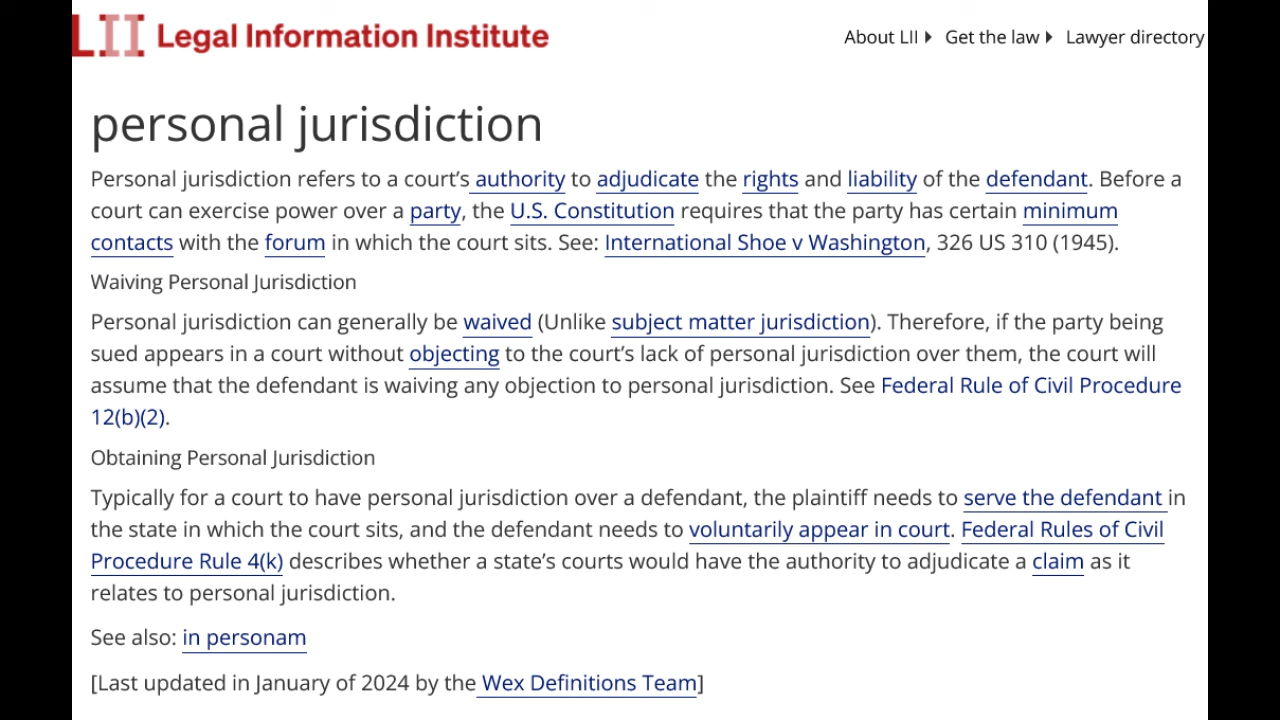 LII Legal Information Institute
About LII Get the law Lawyer directory
personal jurisdiction
Personal jurisdiction refers to a court’s authority to adjudicate the rights and liability of the defendant. Before a
court can exercise power over a party, the U.S. Constitution requires that the party has certain minimum
contacts with the forum in which the court sits. See: International Shoe v Washington, 326 US 310 (1945).
Waiving Personal Jurisdiction
Personal jurisdiction can generally be waived (Unlike subject matter jurisdiction). Therefore, if the party being
sued appears in a court without objecting to the court’s lack of personal jurisdiction over them, the court will
assume that the defendant is waiving any objection to personal jurisdiction. See Federal Rule of Civil Procedure
12(b)(2).
Obtaining Personal Jurisdiction
Typically for a court to have personal jurisdiction over a defendant, the plaintiff needs to serve the defendant in
the state in which the court sits, and the defendant needs to voluntarily appear in court. Federal Rules of Civil
Procedure Rule 4(k) describes whether a state’s courts would have the authority to adjudicate a claim as it
relates to personal jurisdiction.
See also: in personam
[Last updated in January of 2024 by the Wex Definitions Team]